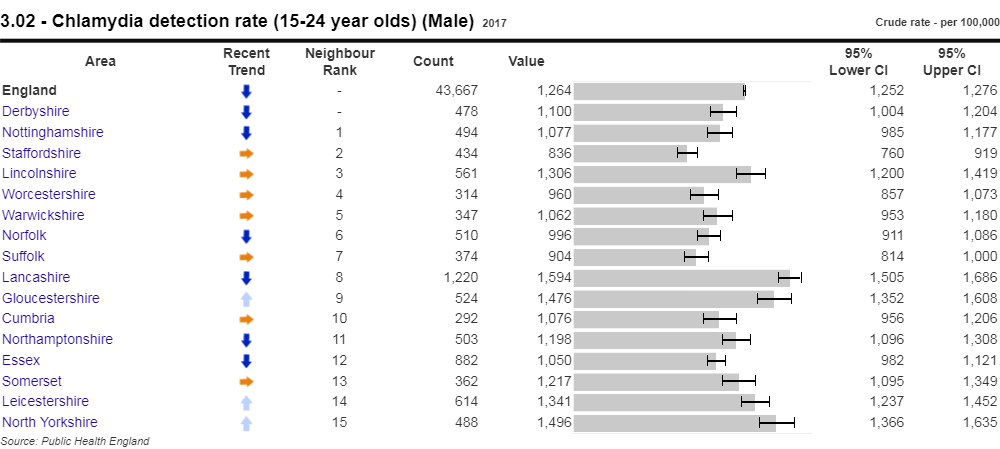 3.02 - Chlamydia detection rate (15-24 year olds) (Male) 2017 Crude rate - per 100,000
Area Recent Trend Neighbour Rank Count Value 95% Lower CI 95% Upper CI
England - 43,667 1,264 1,252 1,276
Derbyshire - 478 1,100 1,004 1,204
Nottinghamshire 1 494 1,077 985 1,177
Staffordshire 2 434 836 760 919
Lincolnshire 3 561 1,306 1,200 1,419
Worcestershire 4 314 960 857 1,073
Warwickshire 5 347 1,062 953 1,180
Norfolk 6 510 996 911 1,086
Suffolk 7 374 904 814 1,000
Lancashire 8 1,220 1,594 1,505 1,686
Gloucestershire 9 524 1,476 1,352 1,608
Cumbria 10 292 1,076 956 1,206
Northamptonshire 11 503 1,198 1,096 1,308
Essex 12 882 1,050 982 1,121
Somerset 13 362 1,217 1,095 1,349
Leicestershire 14 614 1,341 1,237 1,452
North Yorkshire 15 488 1,496 1,366 1,635
Source: Public Health England